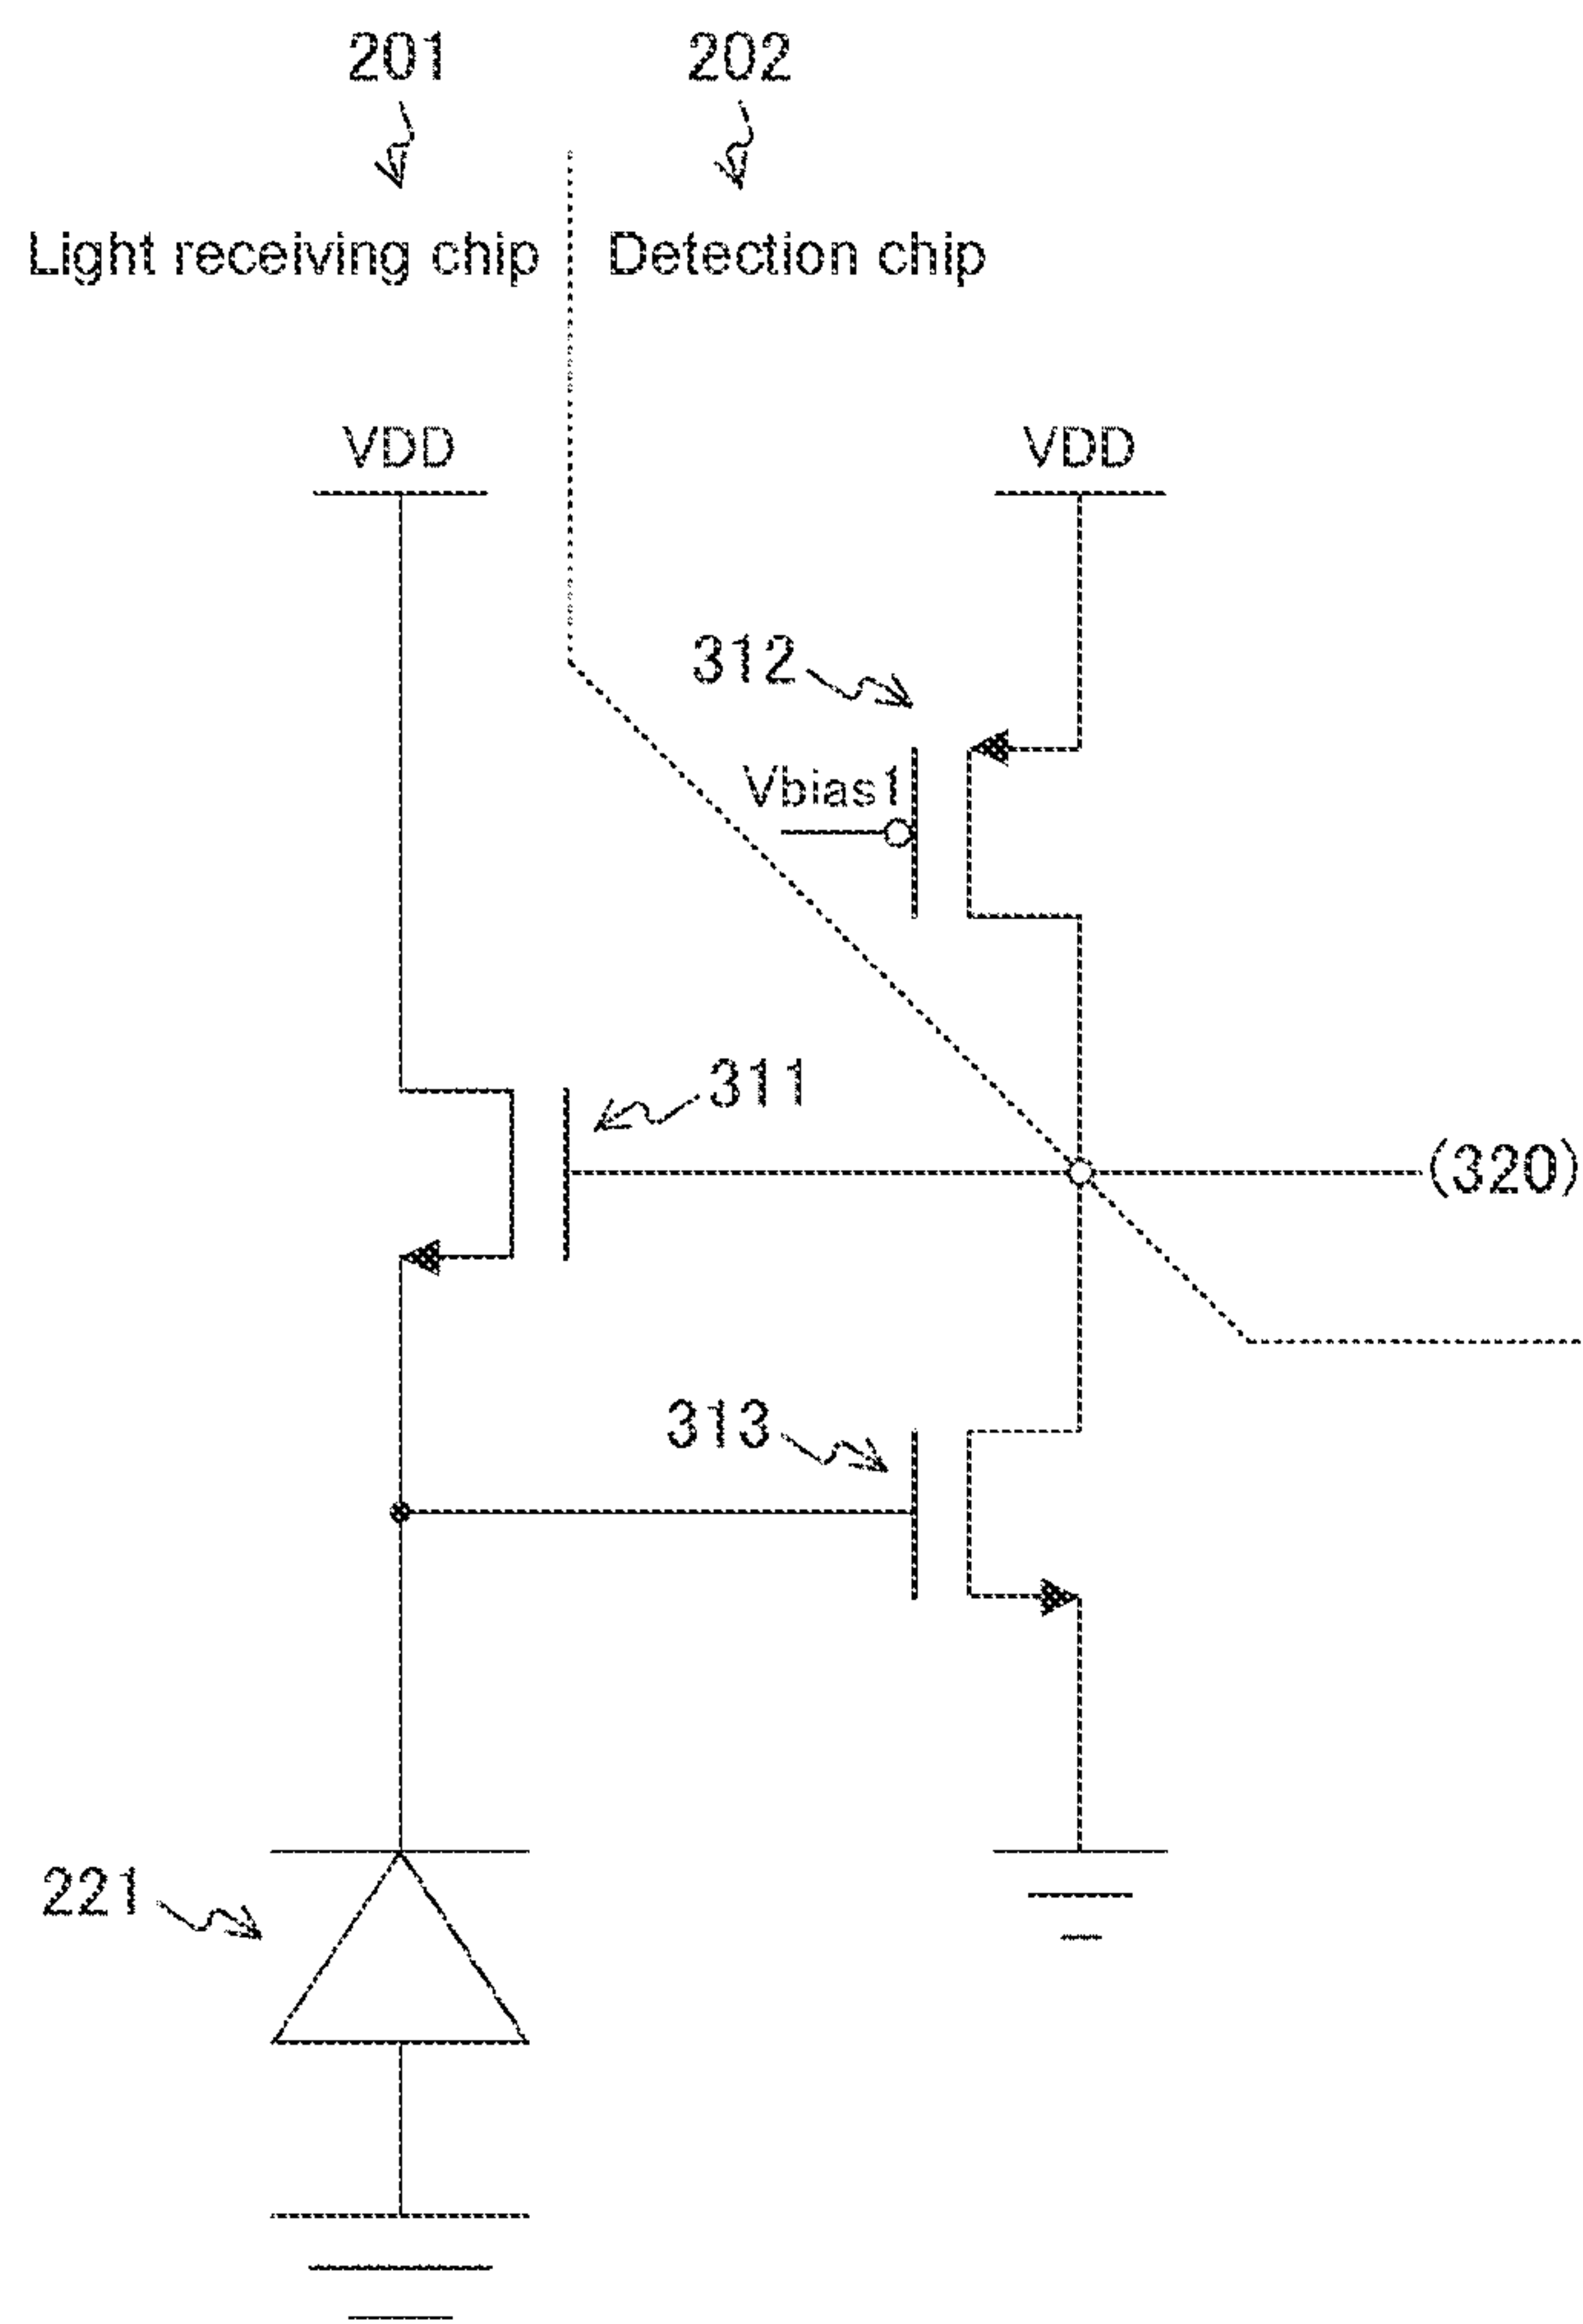 201
202
Light receiving chip
Detection chip
VDD
VDD
312
Vbias1
311
(320)
313
221